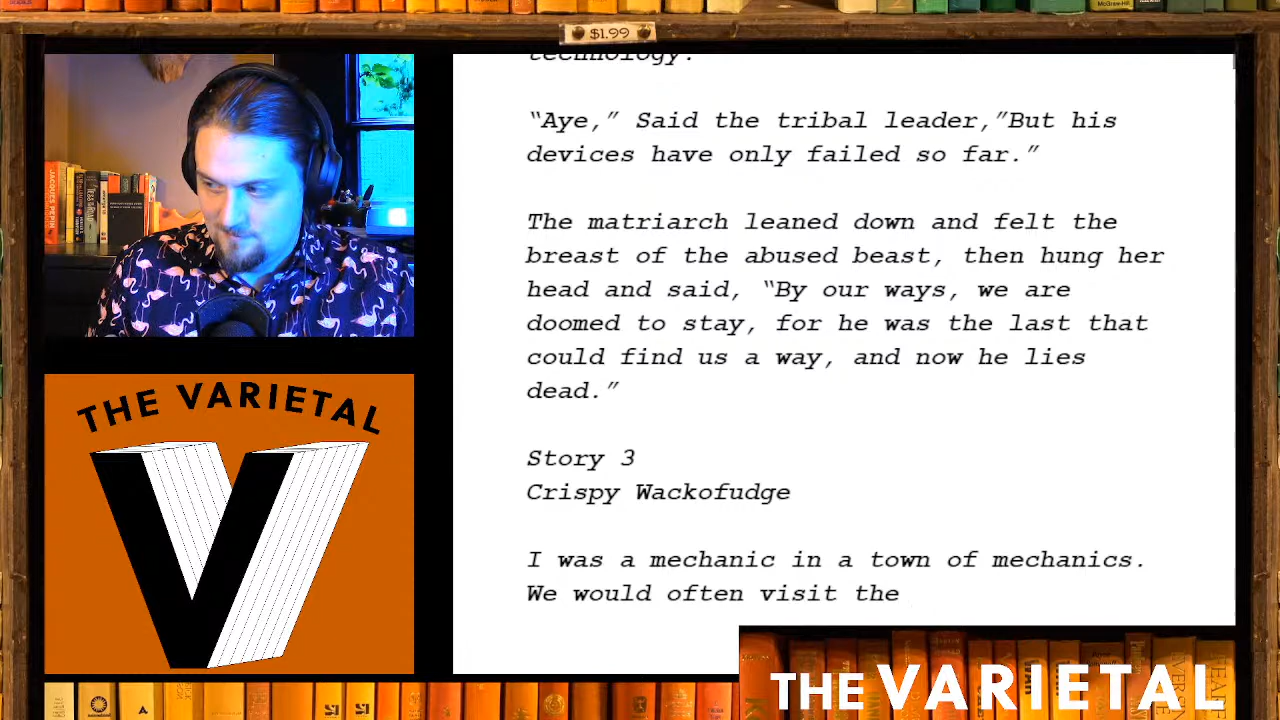 $1.99
McGraw-Hill
JACQUES PEPIN
THE VARIETAL
technology.
“Aye,” Said the tribal leader,”But his
devices have only failed so far.”
The matriarch leaned down and felt the
breast of the abused beast, then hung her
head and said, “By our ways, we are
doomed to stay, for he was the last that
could find us a way, and now he lies
dead.”
Story 3
Crispy Wackofudge
I was a mechanic in a town of mechanics.
We would often visit the
THE VARIETAL